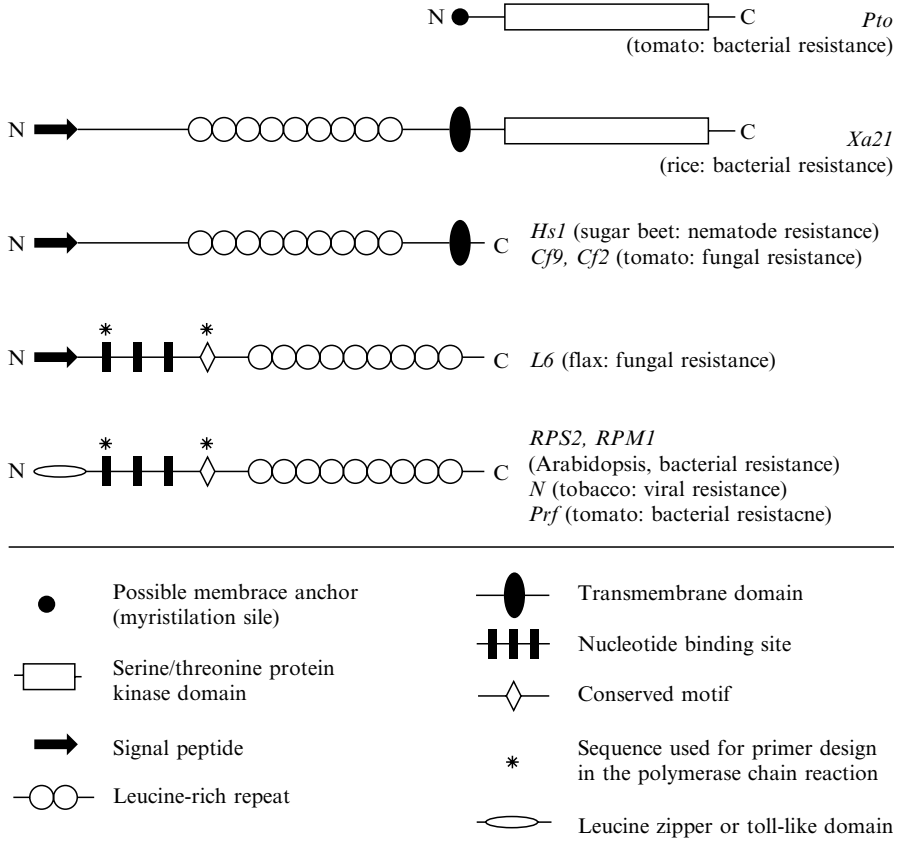 N C Pto
(tomato: bacterial resistance)
N C
Xa21
(rice: bacterial resistance)
N C Hs1 (sugar beet: nematode resistance)
Cf9, Cf2 (tomato: fungal resistance)
* *
N C L6 (flax: fungal resistance)
* *
RPS2, RPM1
N C (Arabidopsis, bacterial resistance)
N (tobacco: viral resistance)
Prf (tomato: bacterial resistacne)
Possible membrace anchor
(myristilation sile)
Serine/threonine protein
kinase domain
Signal peptide
Leucine-rich repeat
Transmembrane domain
Nucleotide binding site
Conserved motif
* Sequence used for primer design
in the polymerase chain reaction
Leucine zipper or toll-like domain